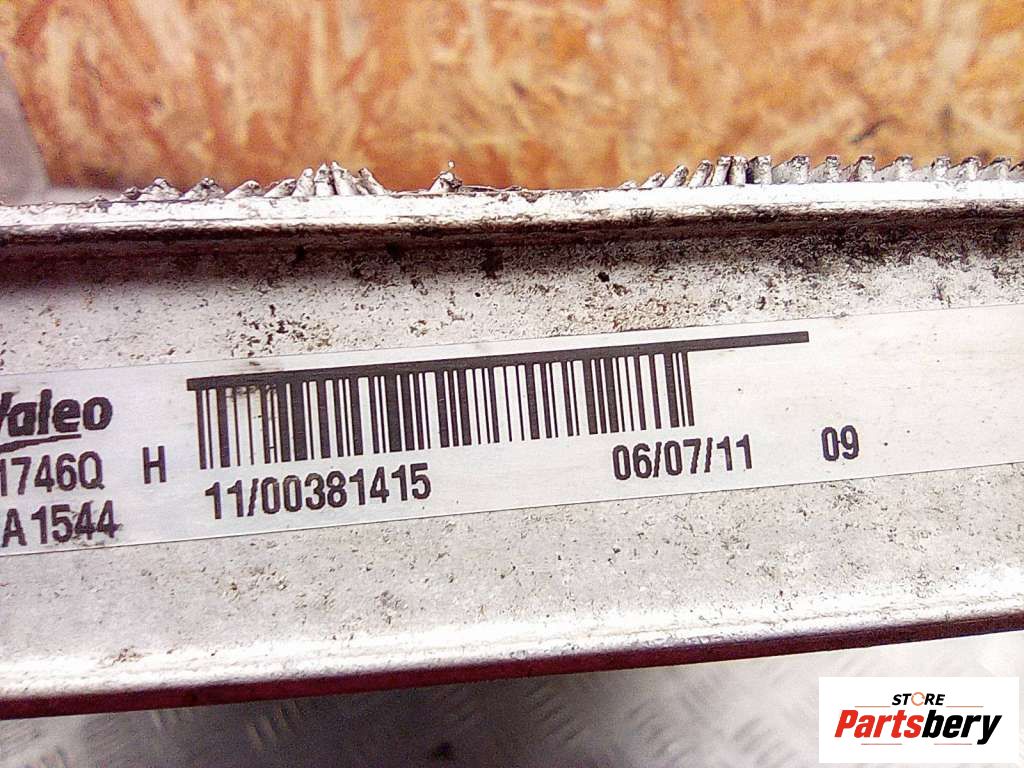 Valeo
1746Q H 11/00381415 06/07/11 09
A1544
STORE
Partsbery